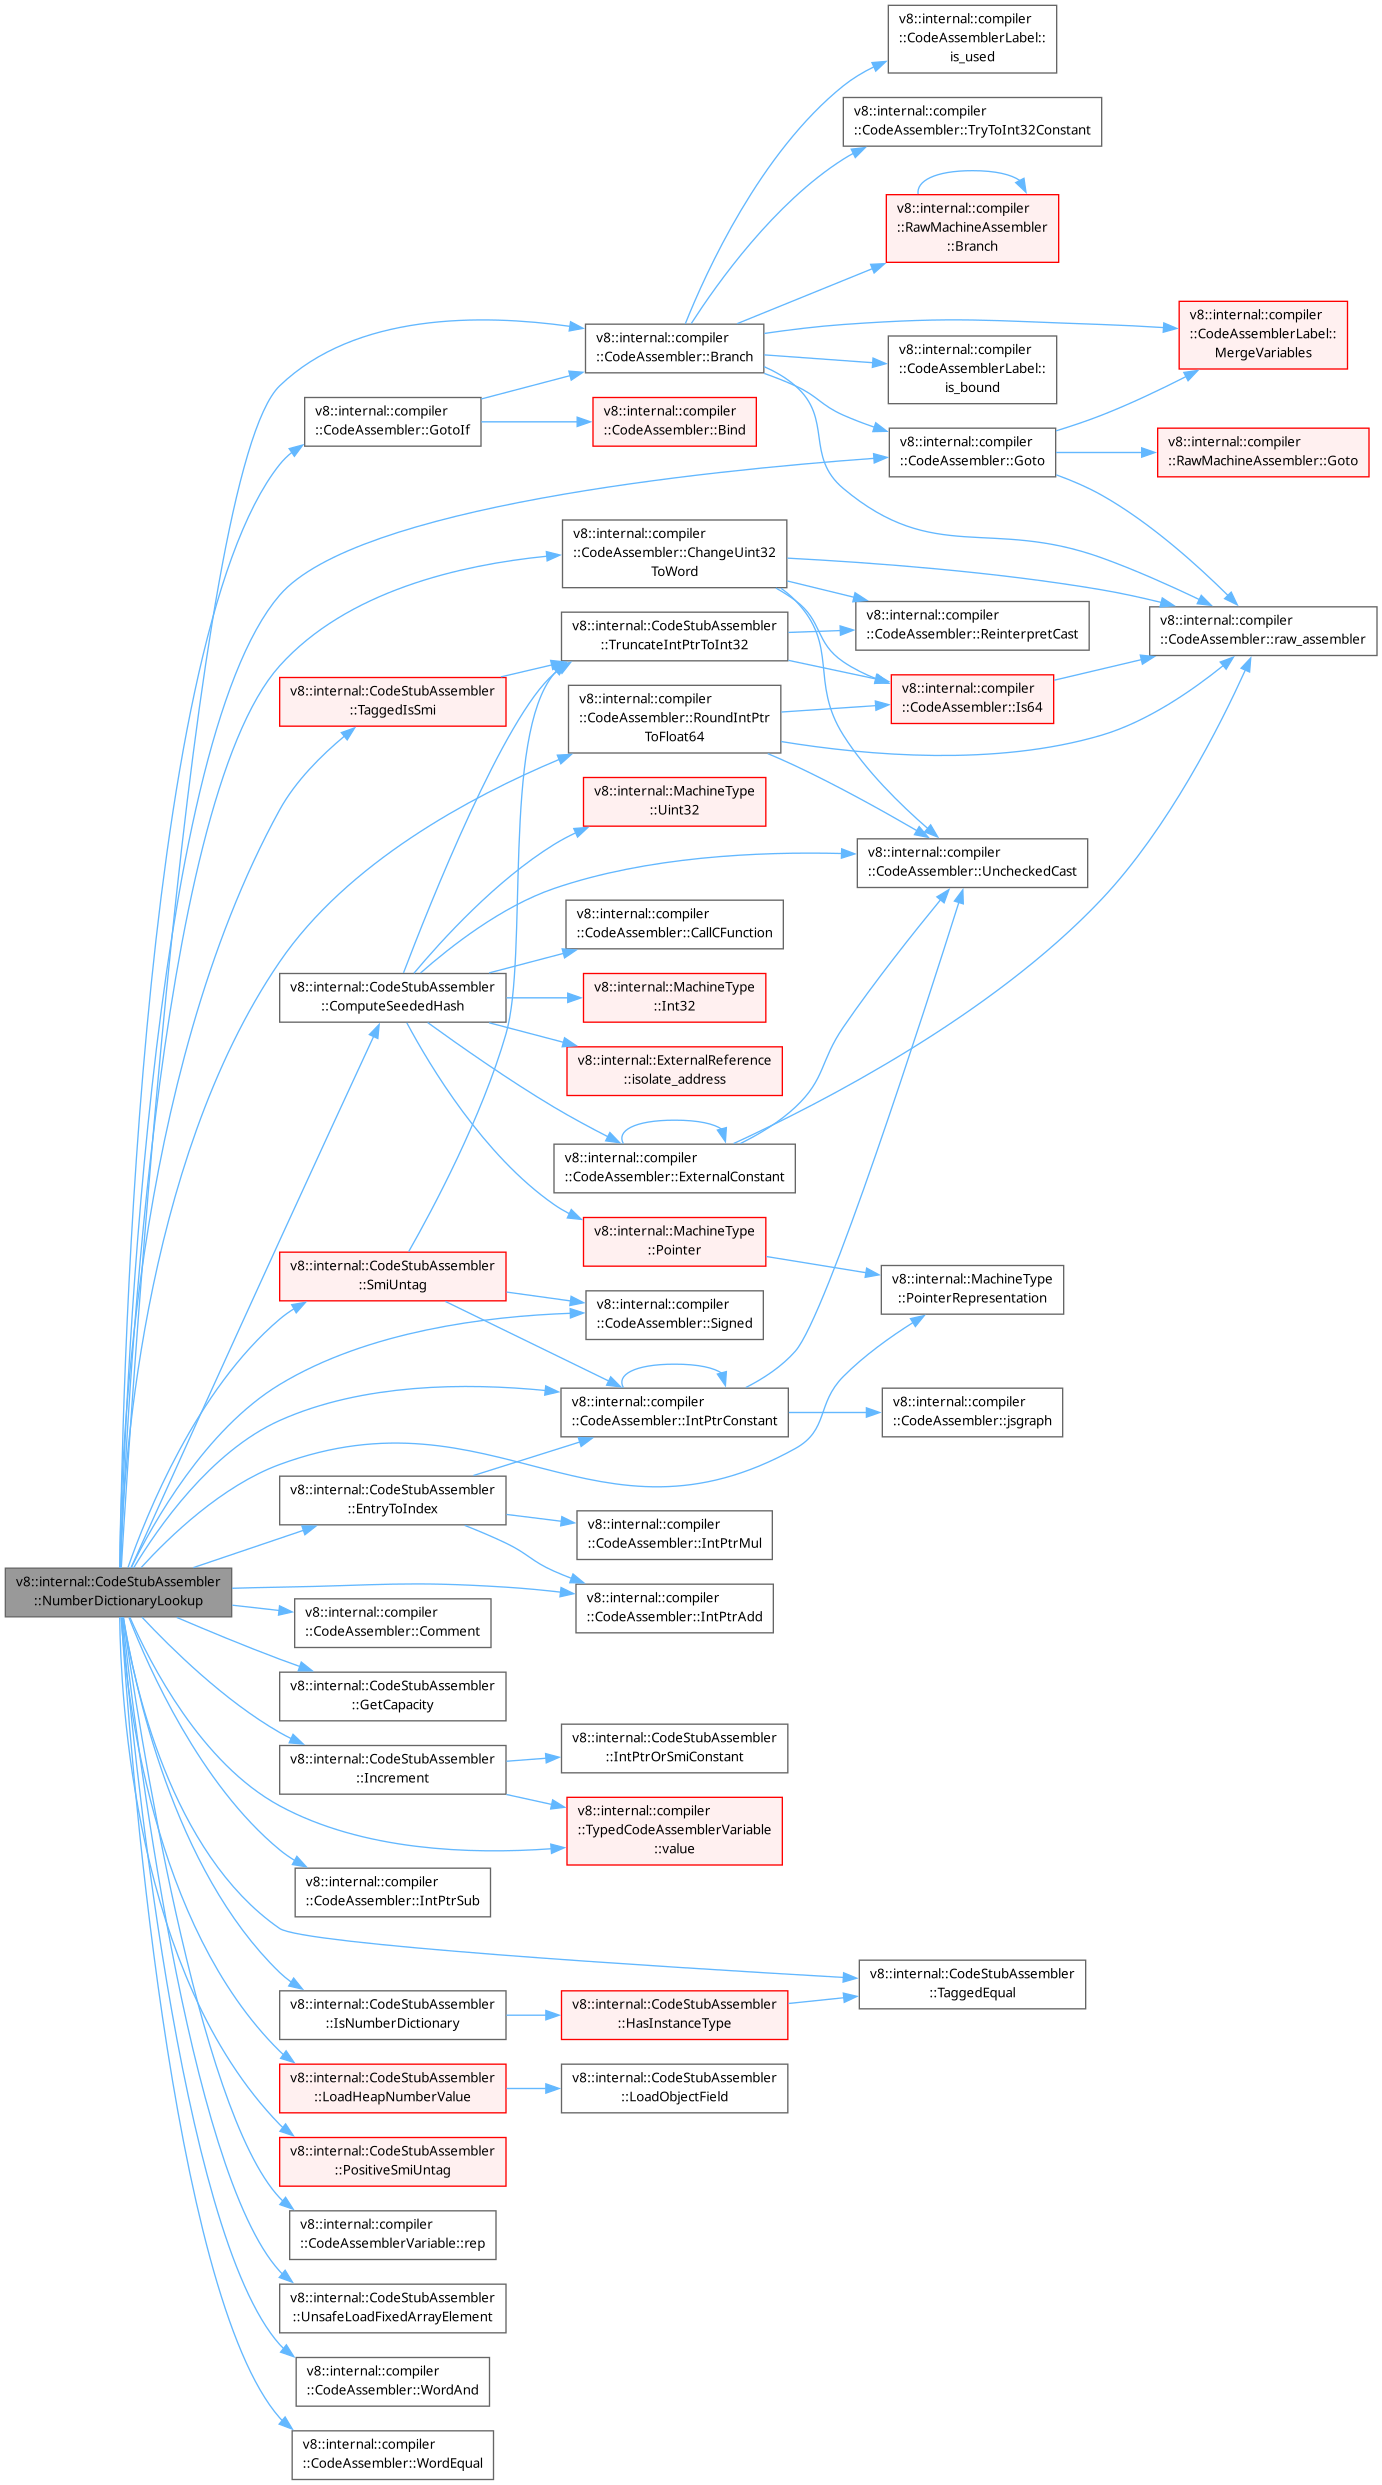 v8::internal::compiler
::CodeAssemblerLabel::
is_used
v8::internal::compiler
::CodeAssembler::TryToInt32Constant
v8::internal::compiler
::RawMachineAssembler
::Branch
v8::internal::compiler
::CodeAssemblerLabel::
MergeVariables
v8::internal::compiler
::CodeAssembler::Branch
v8::internal::compiler
::CodeAssemblerLabel::
is_bound
v8::internal::compiler
::CodeAssembler::GotoIf
v8::internal::compiler
::CodeAssembler::Bind
v8::internal::compiler
::CodeAssembler::Goto
v8::internal::compiler
::RawMachineAssembler::Goto
v8::internal::compiler
::CodeAssembler::ChangeUint32
ToWord
v8::internal::compiler
::CodeAssembler::ReinterpretCast
v8::internal::compiler
::CodeAssembler::raw_assembler
v8::internal::CodeStubAssembler
::TruncateIntPtrToInt32
v8::internal::CodeStubAssembler
::TaggedIsSmi
v8::internal::compiler
::CodeAssembler::Is64
v8::internal::compiler
::CodeAssembler::RoundIntPtr
ToFloat64
v8::internal::MachineType
::Uint32
v8::internal::compiler
::CodeAssembler::UncheckedCast
v8::internal::compiler
::CodeAssembler::CallCFunction
v8::internal::CodeStubAssembler
::ComputeSeededHash
v8::internal::MachineType
::Int32
v8::internal::ExternalReference
::isolate_address
v8::internal::compiler
::CodeAssembler::ExternalConstant
v8::internal::MachineType
::Pointer
v8::internal::CodeStubAssembler
::SmiUntag
v8::internal::MachineType
::PointerRepresentation
v8::internal::compiler
::CodeAssembler::Signed
v8::internal::compiler
::CodeAssembler::IntPtrConstant
v8::internal::compiler
::CodeAssembler::jsgraph
v8::internal::CodeStubAssembler
::EntryToIndex
v8::internal::compiler
::CodeAssembler::IntPtrMul
v8::internal::CodeStubAssembler
::NumberDictionaryLookup
v8::internal::compiler
::CodeAssembler::IntPtrAdd
v8::internal::compiler
::CodeAssembler::Comment
v8::internal::CodeStubAssembler
::GetCapacity
v8::internal::CodeStubAssembler
::Increment
v8::internal::CodeStubAssembler
::IntPtrOrSmiConstant
v8::internal::compiler
::TypedCodeAssemblerVariable
::value
v8::internal::compiler
::CodeAssembler::IntPtrSub
v8::internal::CodeStubAssembler
::TaggedEqual
v8::internal::CodeStubAssembler
::IsNumberDictionary
v8::internal::CodeStubAssembler
::HasInstanceType
v8::internal::CodeStubAssembler
::LoadHeapNumberValue
v8::internal::CodeStubAssembler
::LoadObjectField
v8::internal::CodeStubAssembler
::PositiveSmiUntag
v8::internal::compiler
::CodeAssemblerVariable::rep
v8::internal::CodeStubAssembler
::UnsafeLoadFixedArrayElement
v8::internal::compiler
::CodeAssembler::WordAnd
v8::internal::compiler
::CodeAssembler::WordEqual